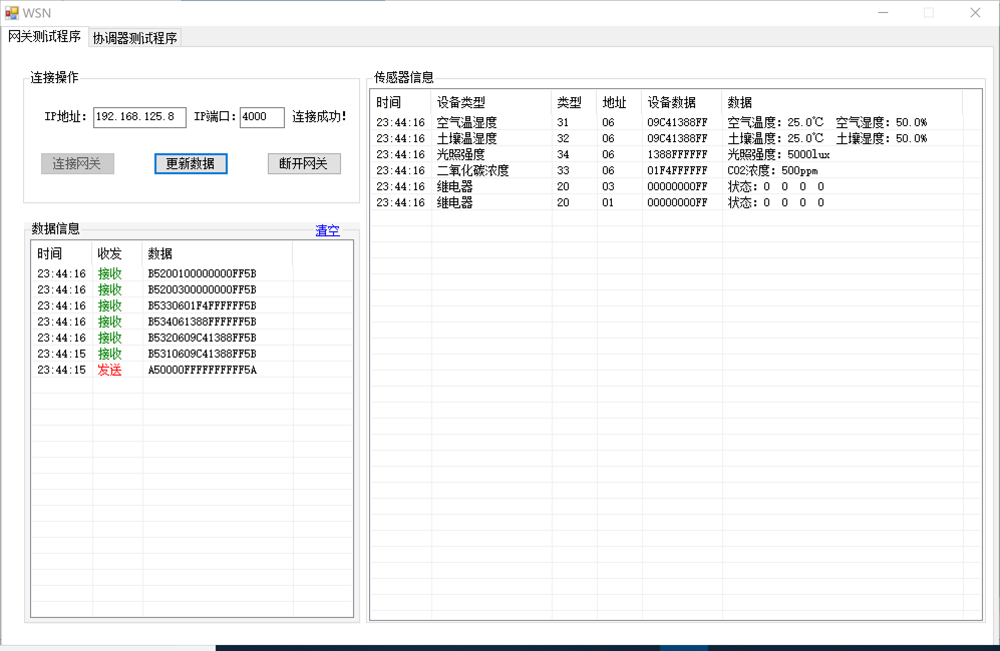 WSN
网关测试程序 协调器测试程序
连接操作
IP地址: 192.168.125.8 IP端口: 4000 连接成功!
连接网关 更新数据 断开网关
数据信息 清空
时间 收发 数据
23:44:16 接收 B5200100000000FF5B
23:44:16 接收 B5200300000000FF5B
23:44:16 接收 B5330601F4FFFFFF5B
23:44:16 接收 B534061388FFFFFF5B
23:44:16 接收 B5320609C41388FF5B
23:44:15 接收 B5310609C41388FF5B
23:44:15 发送 A50000FFFFFFFFFF5A
传感器信息
时间 设备类型 类型 地址 设备数据 数据
23:44:16 空气温湿度 31 06 09C41388FF 空气温度: 25.0℃ 空气湿度: 50.0%
23:44:16 土壤温湿度 32 06 09C41388FF 土壤温度: 25.0℃ 土壤湿度: 50.0%
23:44:16 光照强度 34 06 1388FFFFFF 光照强度: 5000lux
23:44:16 二氧化碳浓度 33 06 01F4FFFFFF CO2浓度: 500ppm
23:44:16 继电器 20 03 00000000FF 状态: 0 0 0 0
23:44:16 继电器 20 01 00000000FF 状态: 0 0 0 0